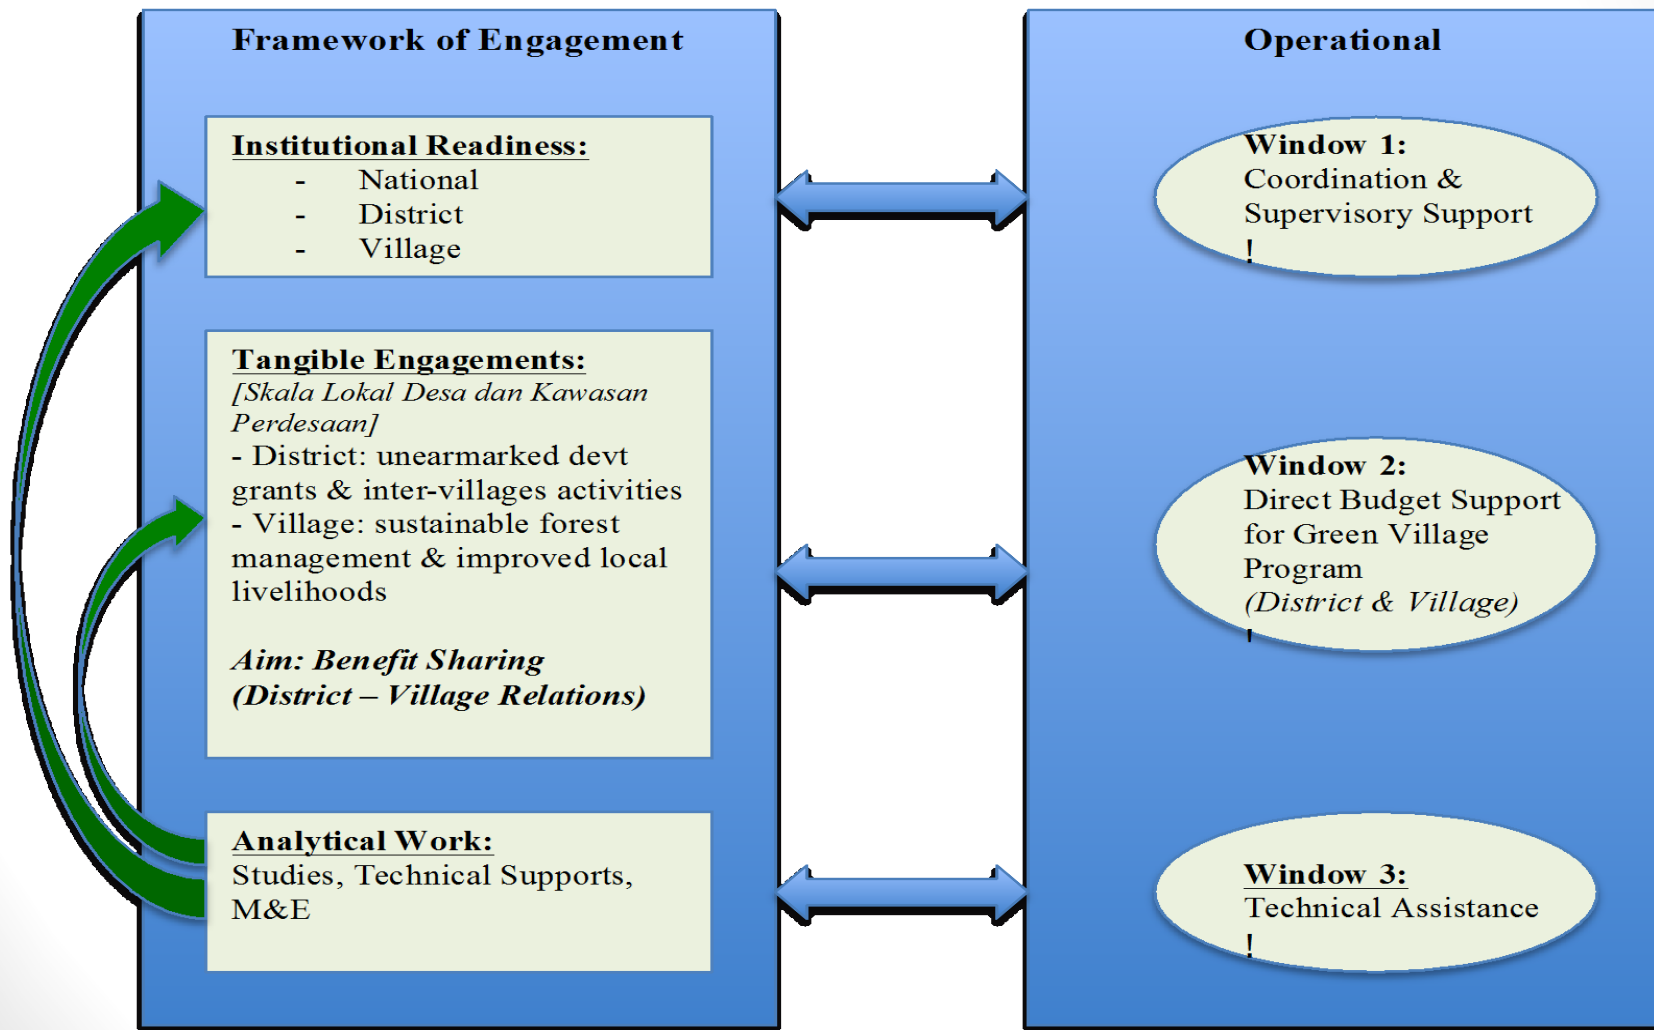 Framework of Engagement
Institutional Readiness:
- National
- District
- Village
Tangible Engagements:
[Skala Lokal Desa dan Kawasan
Perdesaan]
- District: unearmarked devt
grants & inter-villages activities
- Village: sustainable forest
management & improved local
livelihoods
Aim: Benefit Sharing
(District – Village Relations)
Analytical Work:
Studies, Technical Supports,
M&E
Operational
Window 1:
Coordination &
Supervisory Support
!
Window 2:
Direct Budget Support
for Green Village
Program
(District & Village)
!
Window 3:
Technical Assistance
!